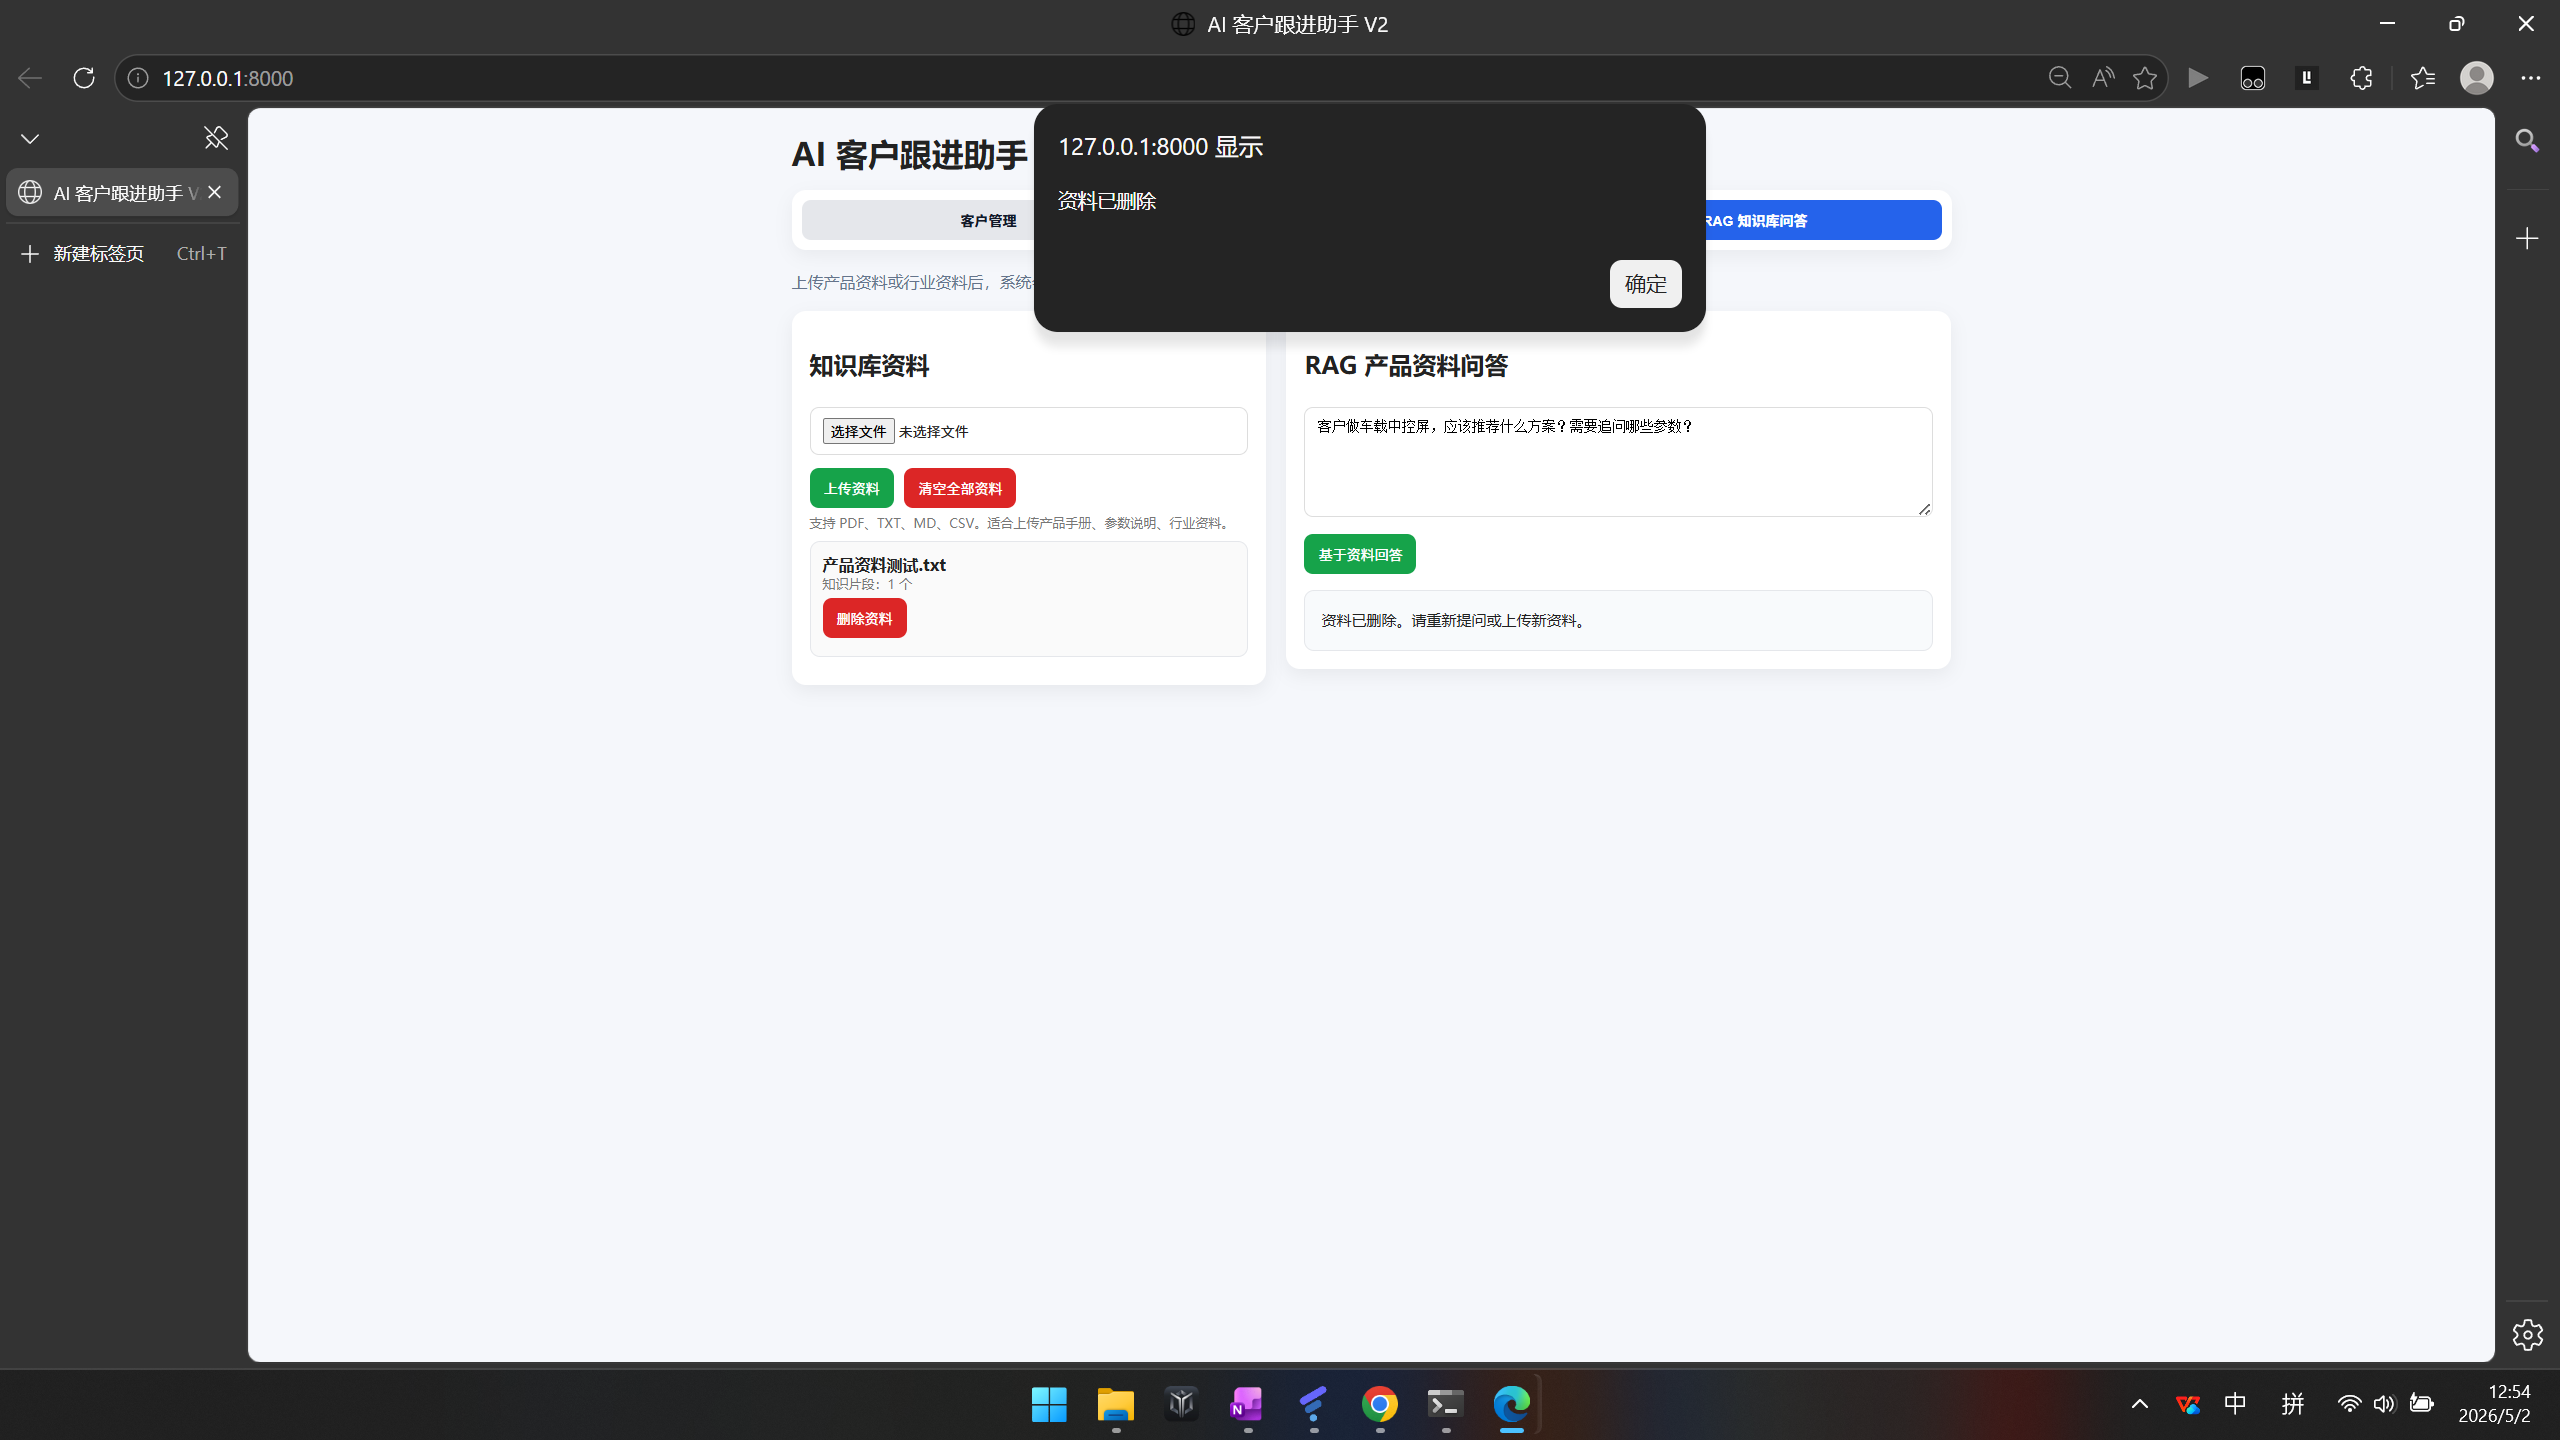 AI 客户跟进助手 V2
127.0.0.1:8000
AI 客户跟进助手 V
新建标签页 Ctrl+T
127.0.0.1:8000 显示
资料已删除
确定
AI 客户跟进助手
客户管理
RAG 知识库问答
上传产品资料或行业资料后，系统
知识库资料
选择文件 未选择文件
上传资料 清空全部资料
支持 PDF、TXT、MD、CSV。适合上传产品手册、参数说明、行业资料。
产品资料测试.txt
知识片段：1 个
删除资料
RAG 产品资料问答
客户做车载中控屏，应该推荐什么方案？需要追问哪些参数？
基于资料回答
资料已删除。请重新提问或上传新资料。
中 拼
12:54
2026/5/2